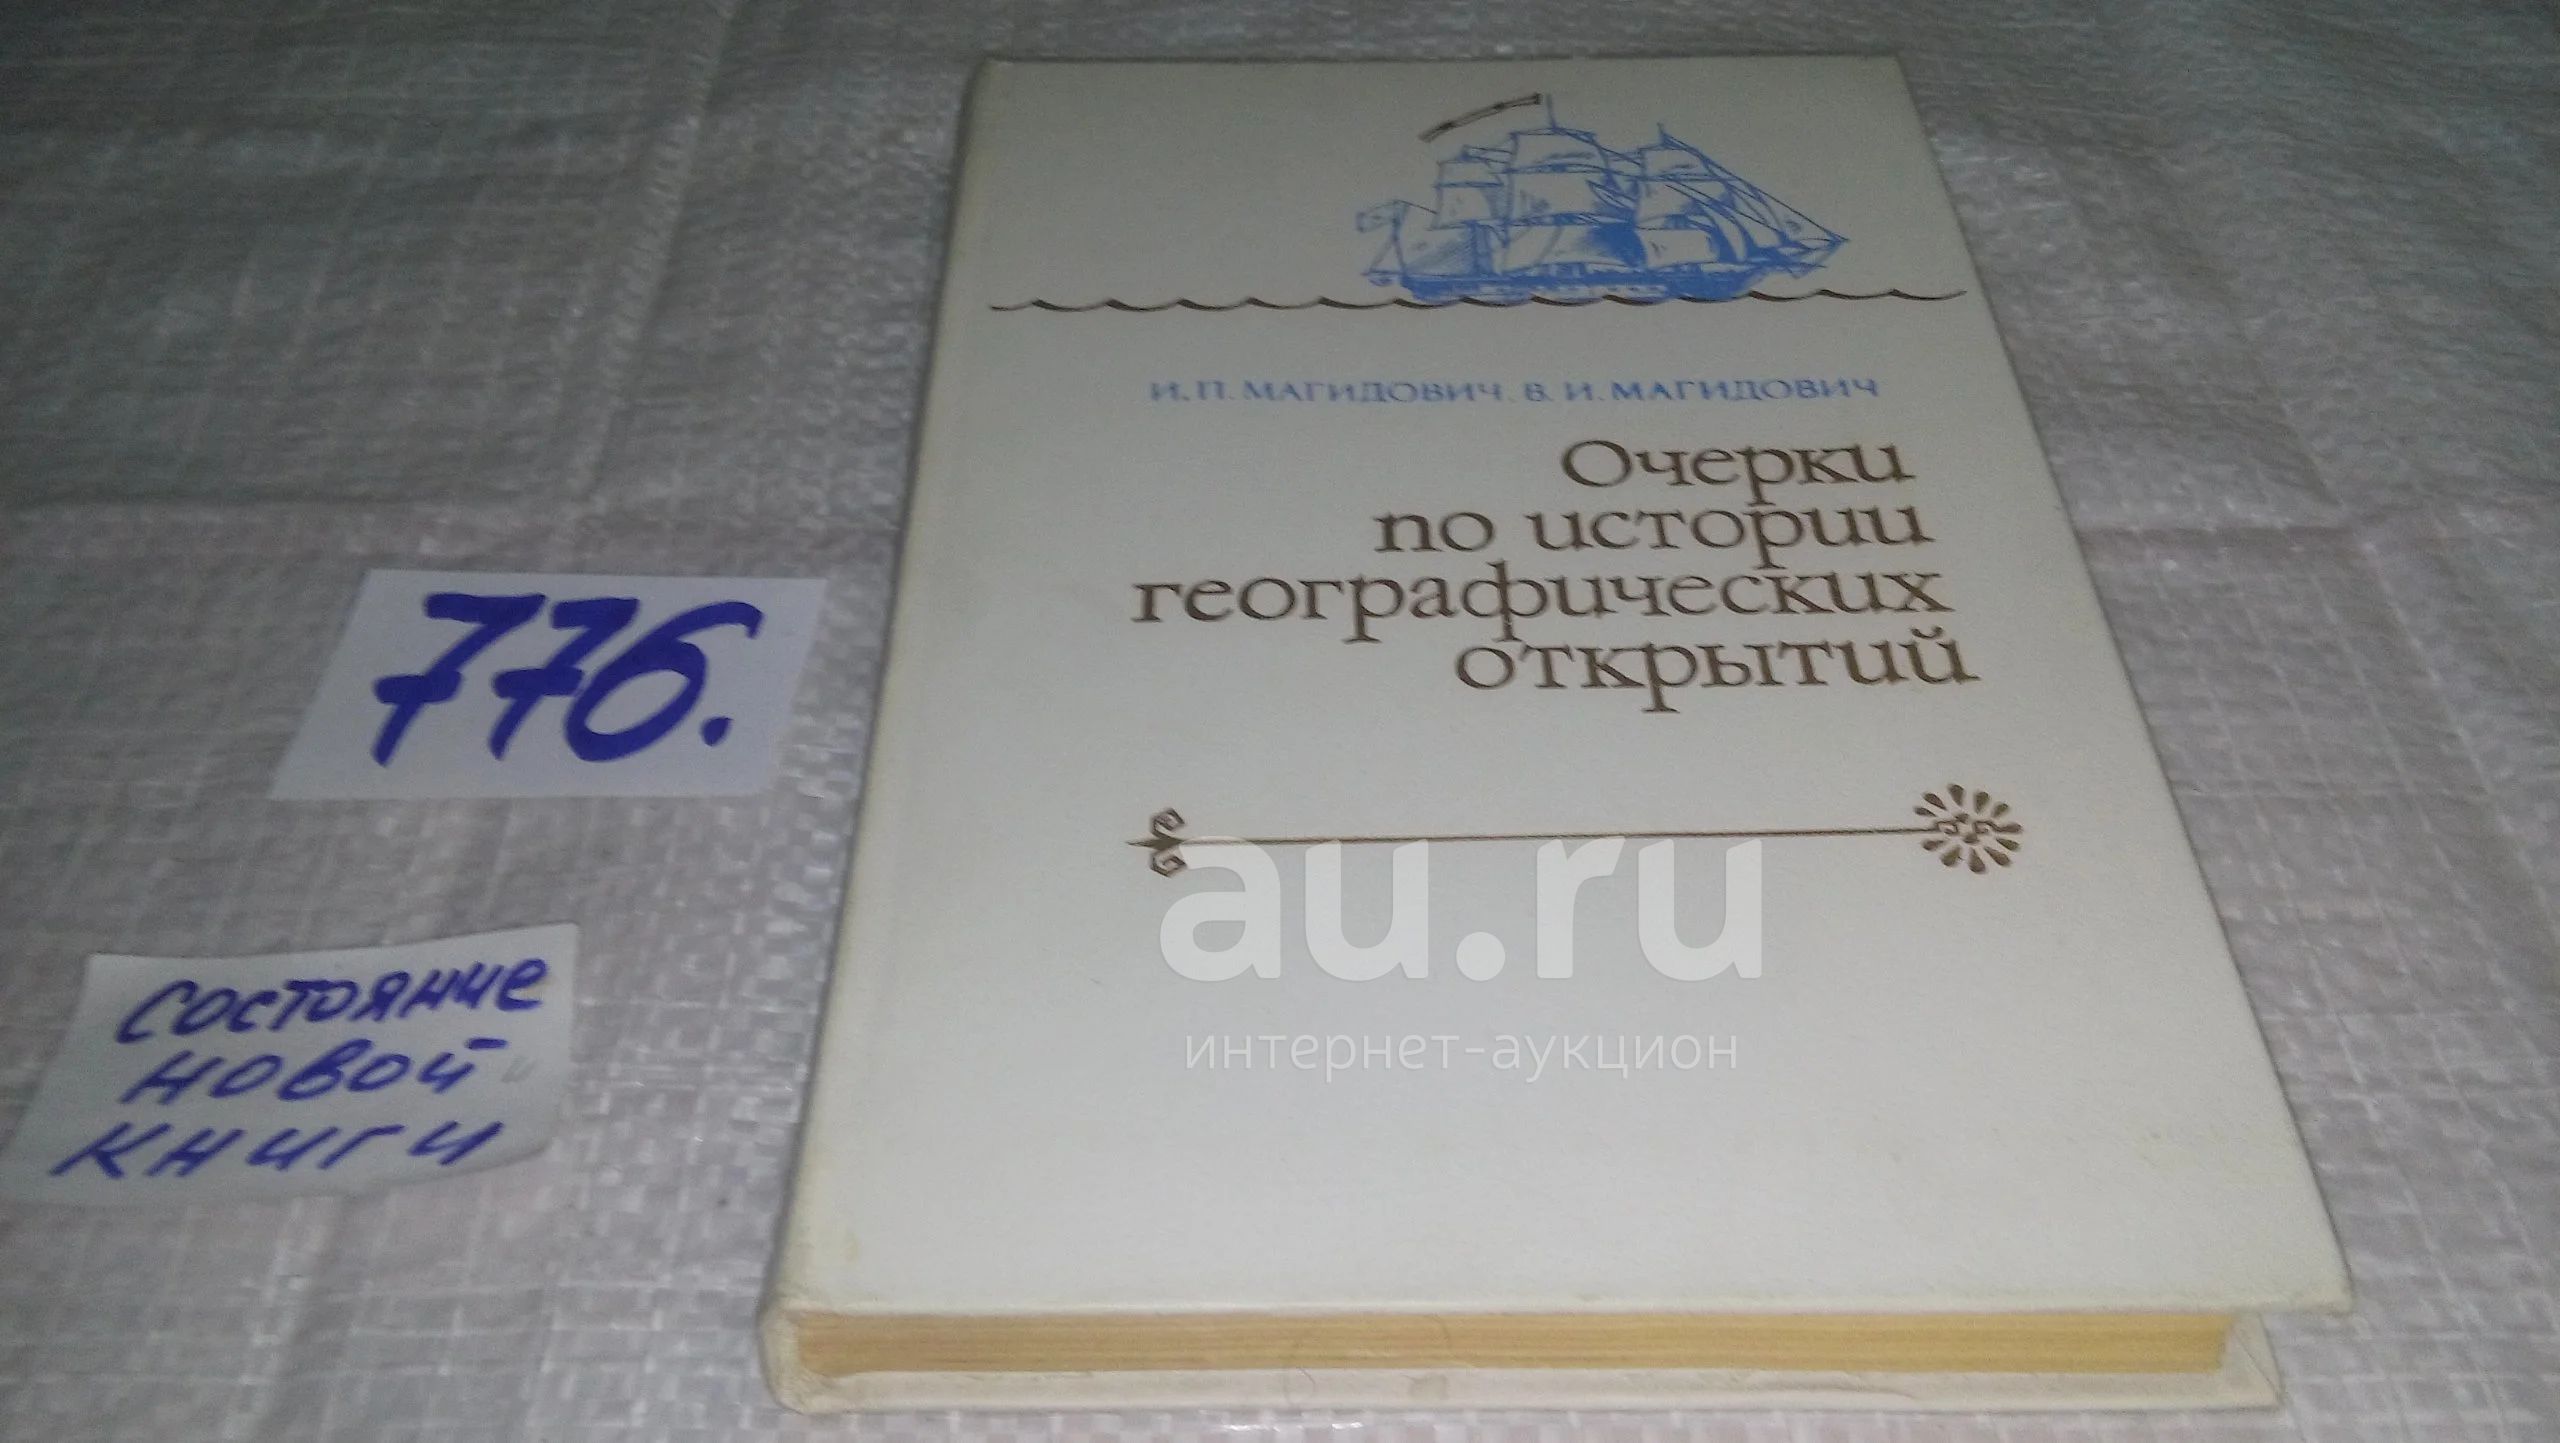 И. П. МАГИДОВИЧ, В. И. МАГИДОВИЧ
Очерки
по истории
географических
открытий
776.
состояние
новой
книги
au.ru
интернет-аукцион